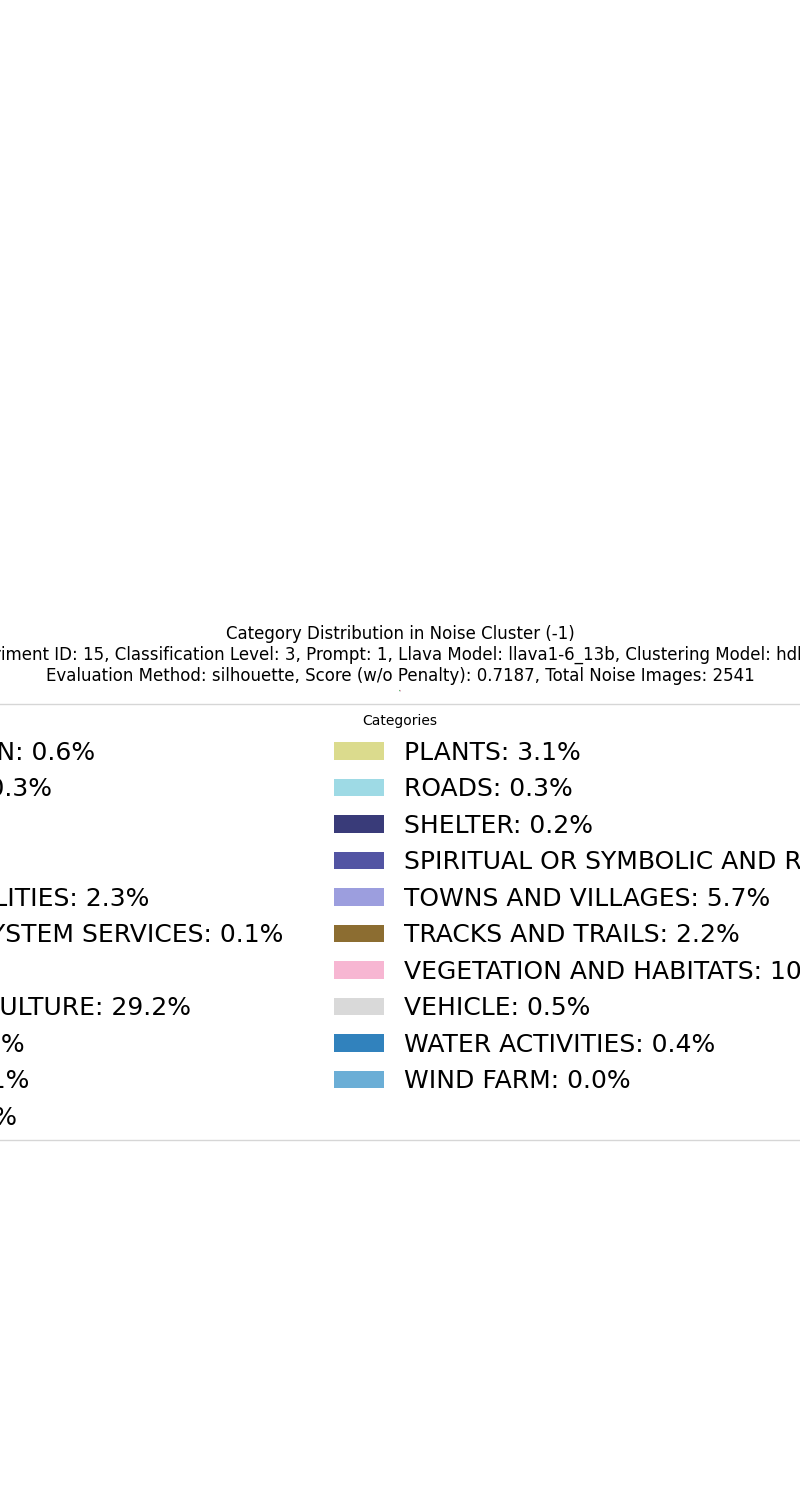 Category Distribution in Noise Cluster (-1)
riment ID: 15, Classification Level: 3, Prompt: 1, Llava Model: llava1-6_13b, Clustering Model: hdb
Evaluation Method: silhouette, Score (w/o Penalty): 0.7187, Total Noise Images: 2541
Categories
N: 0.6% PLANTS: 3.1%
0.3% ROADS: 0.3%
SHELTER: 0.2%
SPIRITUAL OR SYMBOLIC AND R
LITIES: 2.3% TOWNS AND VILLAGES: 5.7%
YSTEM SERVICES: 0.1% TRACKS AND TRAILS: 2.2%
VEGETATION AND HABITATS: 10
ULTURE: 29.2% VEHICLE: 0.5%
% WATER ACTIVITIES: 0.4%
1% WIND FARM: 0.0%
%